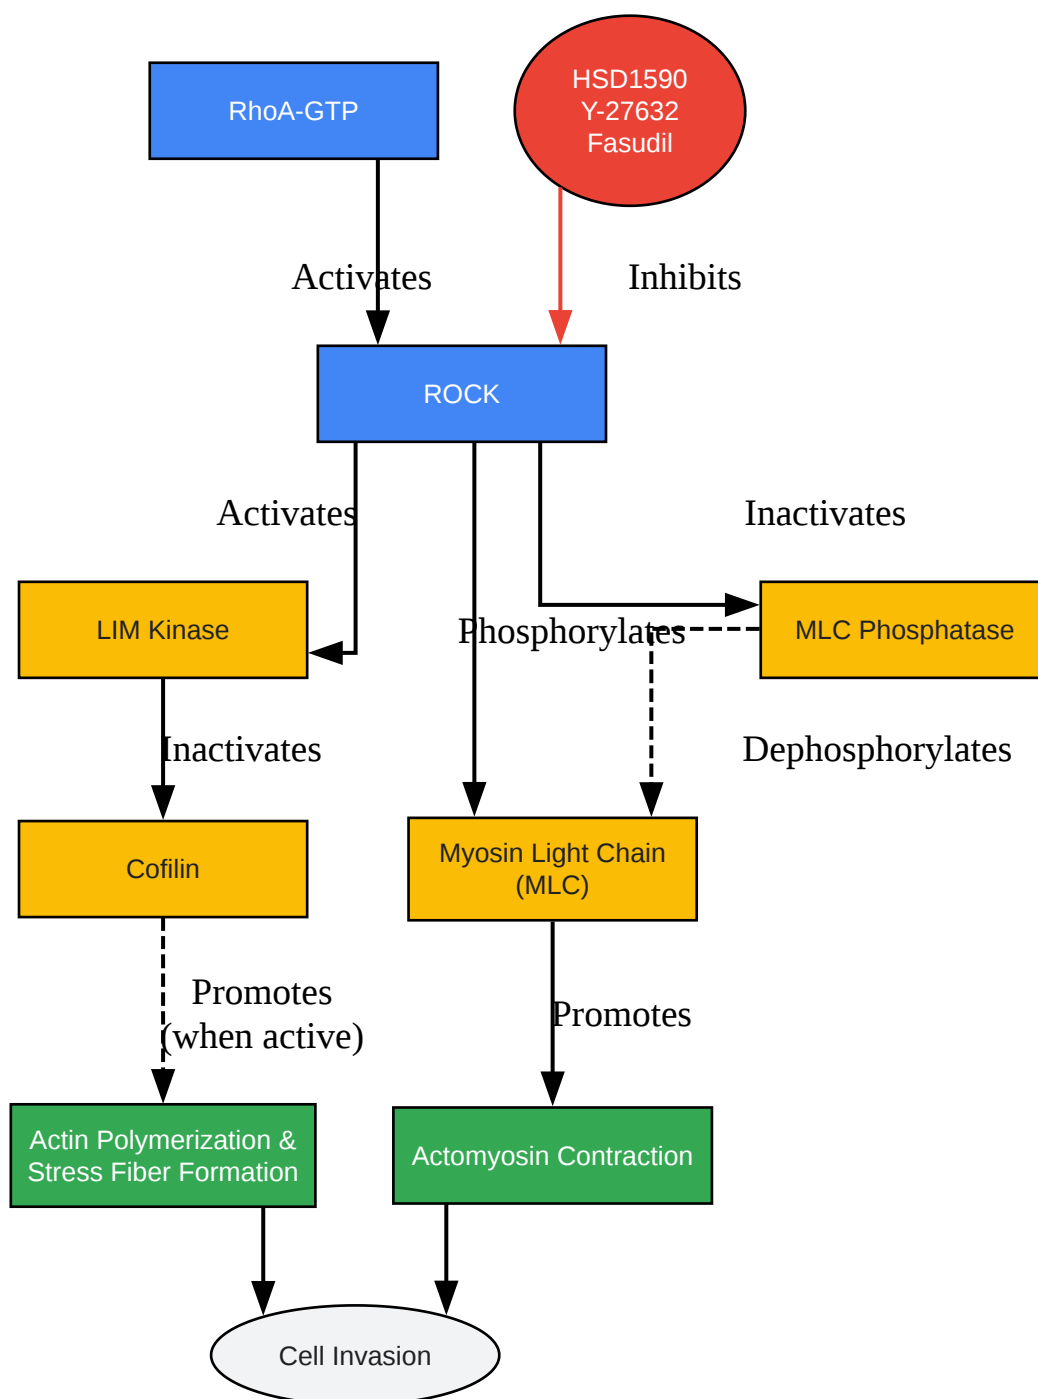 RhoA-GTP
HSD1590
Y-27632
Fasudil
Activates
Inhibits
ROCK
Activates
Inactivates
LIM Kinase
Phosphorylates
MLC Phosphatase
Inactivates
Dephosphorylates
Cofilin
Myosin Light Chain
(MLC)
Promotes
(when active)
Promotes
Actin Polymerization &
Stress Fiber Formation
Actomyosin Contraction
Cell Invasion